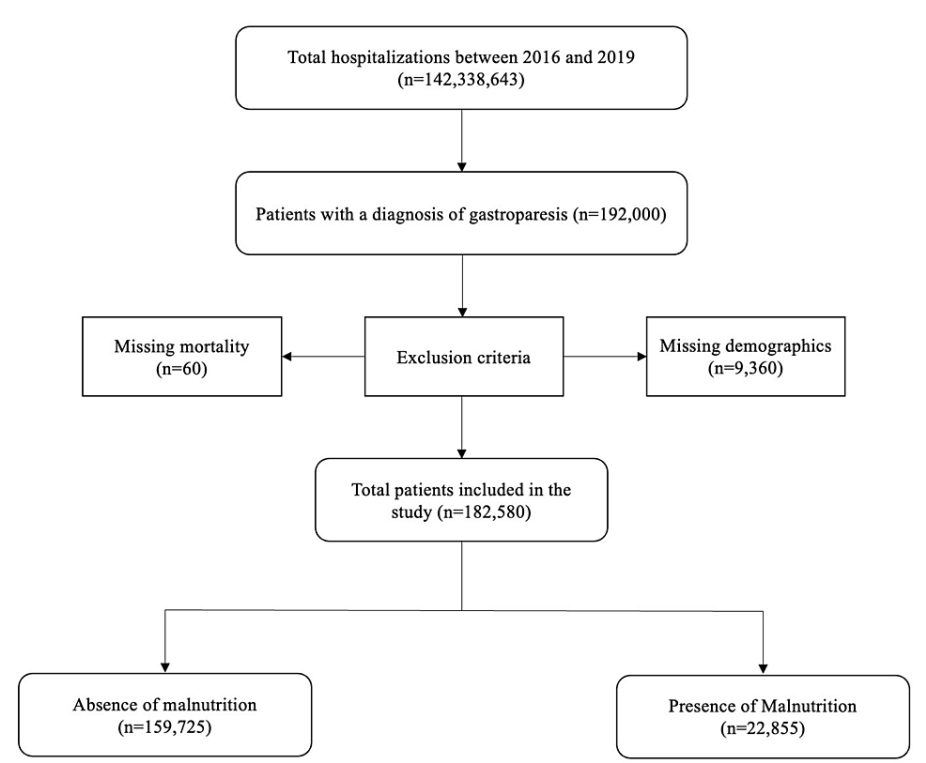 Total hospitalizations between 2016 and 2019
(n=142,338,643)
Patients with a diagnosis of gastroparesis (n=192,000)
Missing mortality
(n=60)
Exclusion criteria
Missing demographics
(n=9,360)
Total patients included in the
study (n=182,580)
Absence of malnutrition
(n=159,725)
Presence of Malnutrition
(n=22,855)